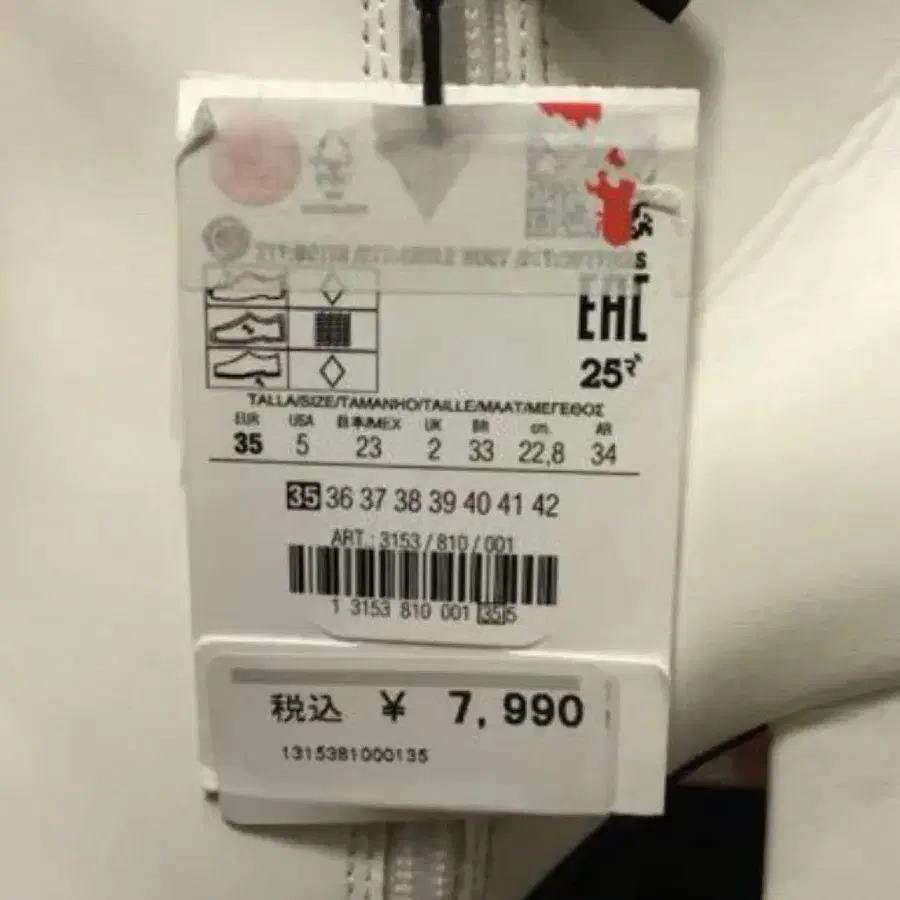 S
EAC
25
TALLA/SIZE/TAMANHO/TAILLE/MAAT/ΜΕΓΕΘΟΣ
EUR USA 日本/MEX UK BR cm. AR
35 5 23 2 33 22,8 34
35 36 37 38 39 40 41 42
ART.: 3153/810/001
1 3153 810 001 35 5
税込 ¥ 7,990
1315381000135